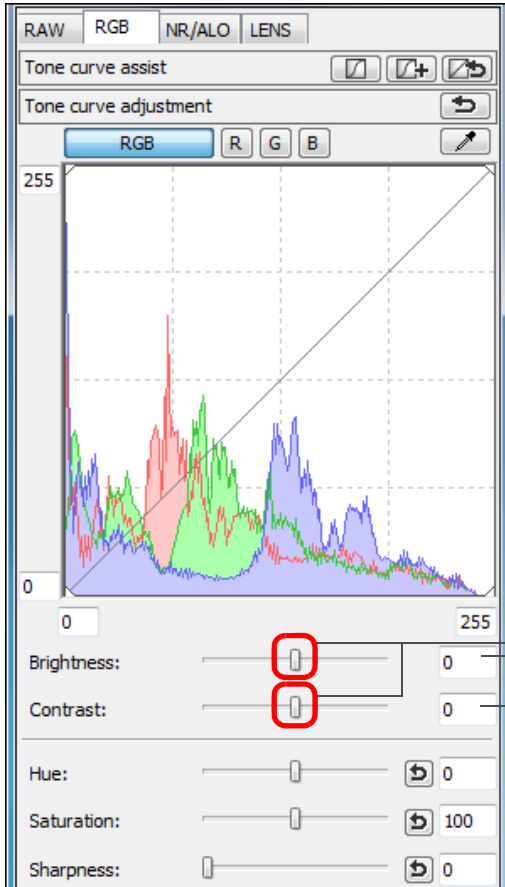 RAW RGB NR/ALO LENS
Tone curve assist
Tone curve adjustment
RGB R G B
255
0
0 255
Brightness: 0
Contrast: 0
Hue: 0
Saturation: 100
Sharpness: 0